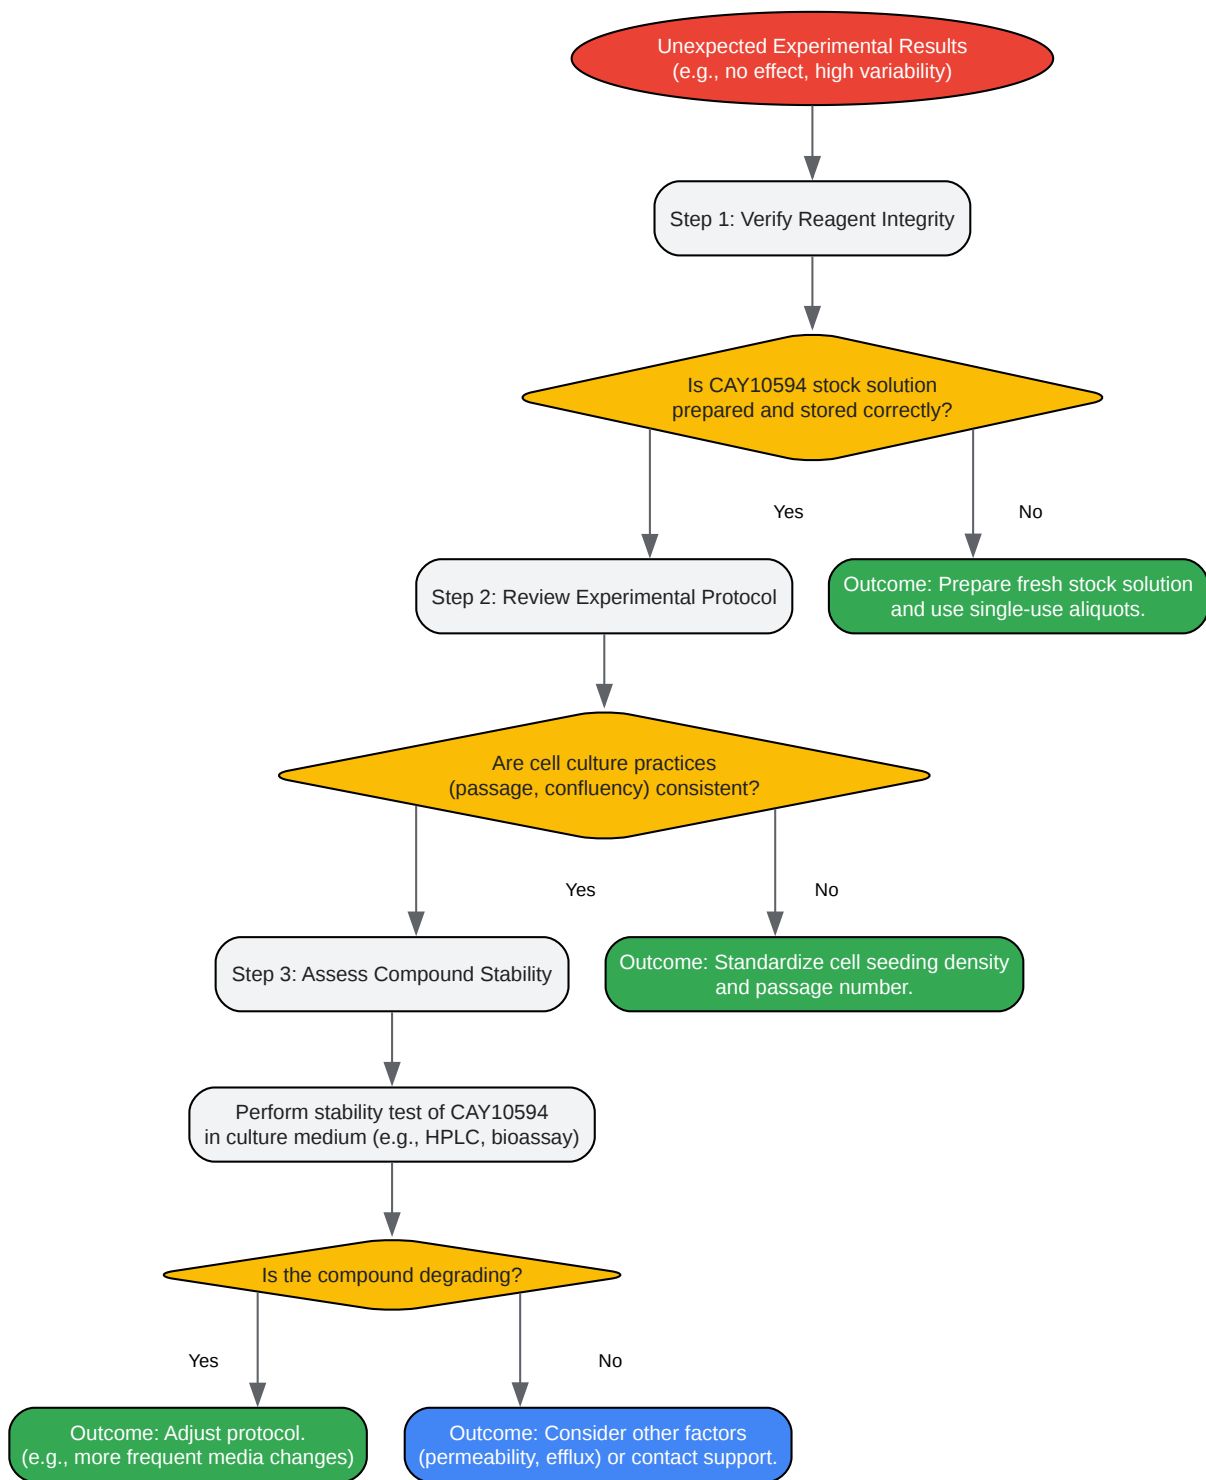 Unexpected Experimental Results
(e.g., no effect, high variability)
Step 1: Verify Reagent Integrity
Is CAY10594 stock solution
prepared and stored correctly?
Yes
No
Step 2: Review Experimental Protocol
Outcome: Prepare fresh stock solution
and use single-use aliquots.
Are cell culture practices
(passage, confluency) consistent?
Yes
No
Step 3: Assess Compound Stability
Outcome: Standardize cell seeding density
and passage number.
Perform stability test of CAY10594
in culture medium (e.g., HPLC, bioassay)
Is the compound degrading?
Yes
No
Outcome: Adjust protocol.
(e.g., more frequent media changes)
Outcome: Consider other factors
(permeability, efflux) or contact support.